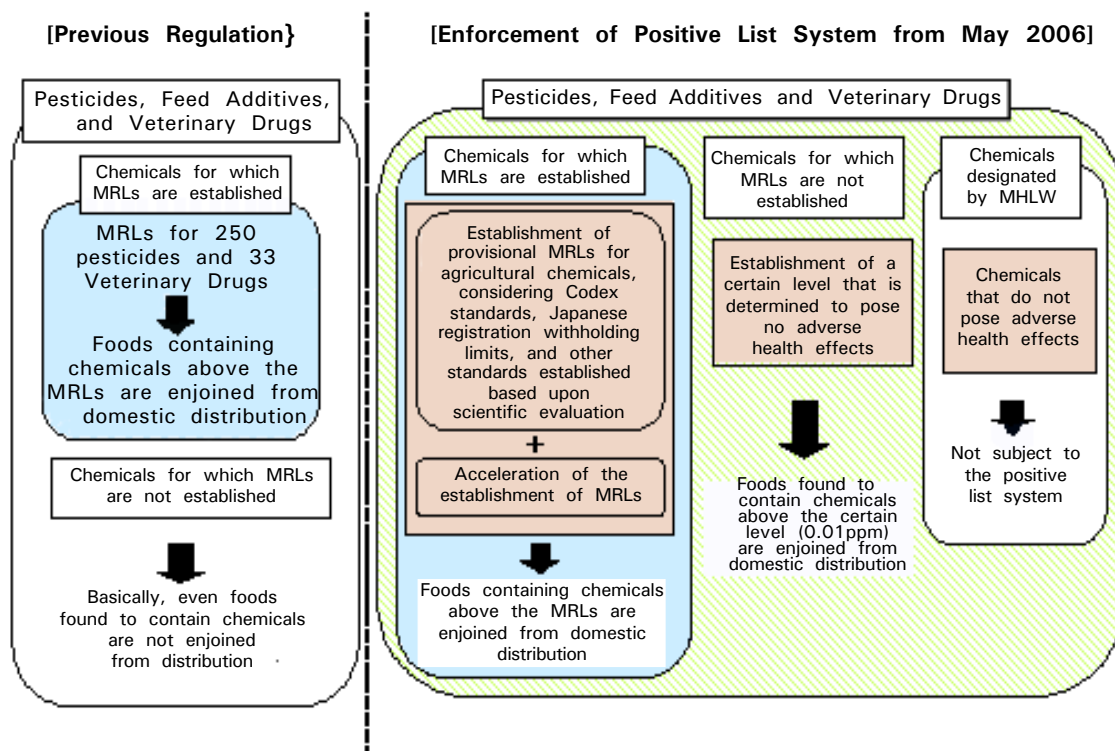 [Previous Regulation}
Pesticides, Feed Additives,
and Veterinary Drugs
Chemicals for which
MRLs are established
MRLs for 250
pesticides and 33
Veterinary Drugs
Foods containing
chemicals above the
MRLs are enjoined from
domestic distribution
Chemicals for which MRLs
are not established
Basically, even foods
found to contain chemicals
are not enjoined
from distribution
[Enforcement of Positive List System from May 2006]
Pesticides, Feed Additives and Veterinary Drugs
Chemicals for which
MRLs are established
Establishment of
provisional MRLs for
agricultural chemicals,
considering Codex
standards, Japanese
registration withholding
limits, and other
standards established
based upon
scientific evaluation
+
Acceleration of the
establishment of MRLs
Foods containing chemicals
above the MRLs are
enjoined from domestic
distribution
Chemicals for which
MRLs are not
established
Establishment of a
certain level that is
determined to pose
no adverse
health effects
Foods found to
contain chemicals
above the certain
level (0.01ppm)
are enjoined from
domestic distribution
Chemicals
designated
by MHLW
Chemicals
that do not
pose adverse
health effects
Not subject to
the positive
list system